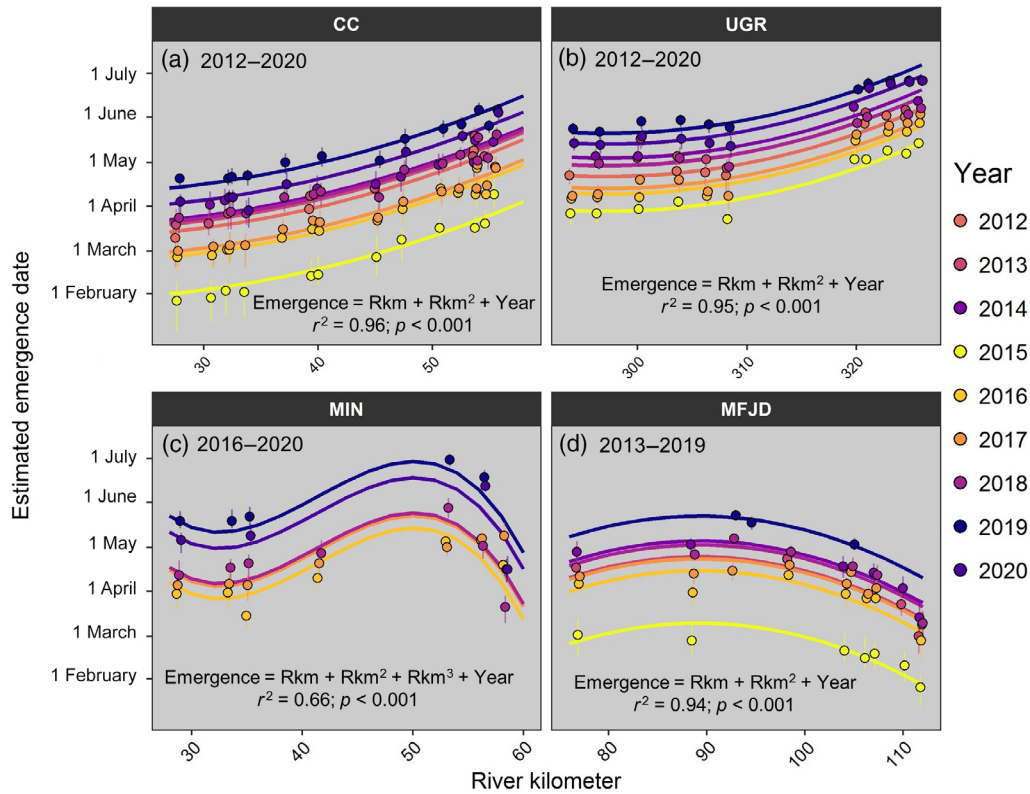 CC
UGR
(a) 2012–2020
(b) 2012–2020
1 July
1 June
1 May
1 April
1 March
1 February
Emergence = Rkm + Rkm² + Year
r² = 0.96; p < 0.001
Emergence = Rkm + Rkm² + Year
r² = 0.95; p < 0.001
30
40
50
300
310
320
MIN
MFJD
(c) 2016–2020
(d) 2013–2019
1 July
1 June
1 May
1 April
1 March
1 February
Emergence = Rkm + Rkm² + Rkm³ + Year
r² = 0.66; p < 0.001
Emergence = Rkm + Rkm² + Year
r² = 0.94; p < 0.001
30
40
50
60
80
90
100
110
Estimated emergence date
River kilometer
Year
2012
2013
2014
2015
2016
2017
2018
2019
2020